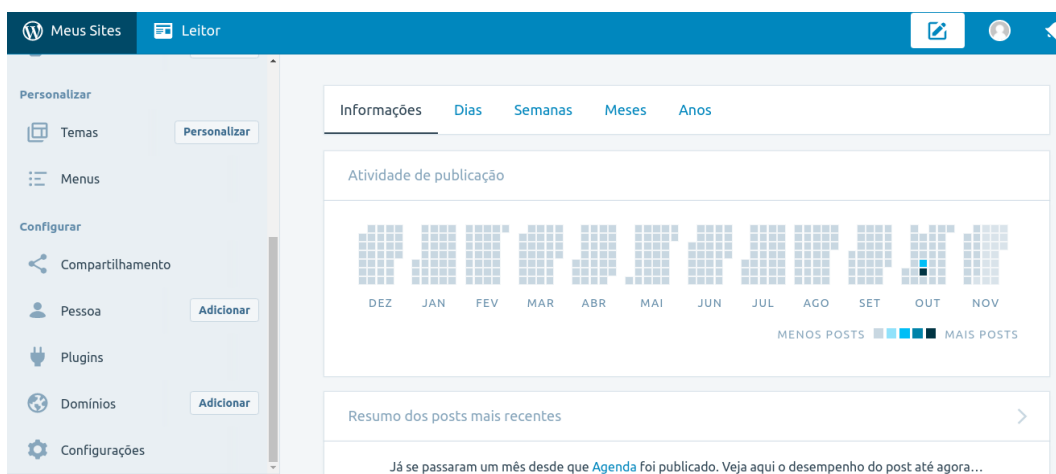 Meus Sites
Leitor
Personalizar
Temas
Personalizar
Menus
Configurar
Compartilhamento
Pessoa
Adicionar
Plugins
Domínios
Adicionar
Configurações
Informações Dias Semanas Meses Anos
Atividade de publicação
DEZ JAN FEV MAR ABR MAI JUN JUL AGO SET OUT NOV
MENOS POSTS MAIS POSTS
Resumo dos posts mais recentes
Já se passaram um mês desde que Agenda foi publicado. Veja aqui o desempenho do post até agora…